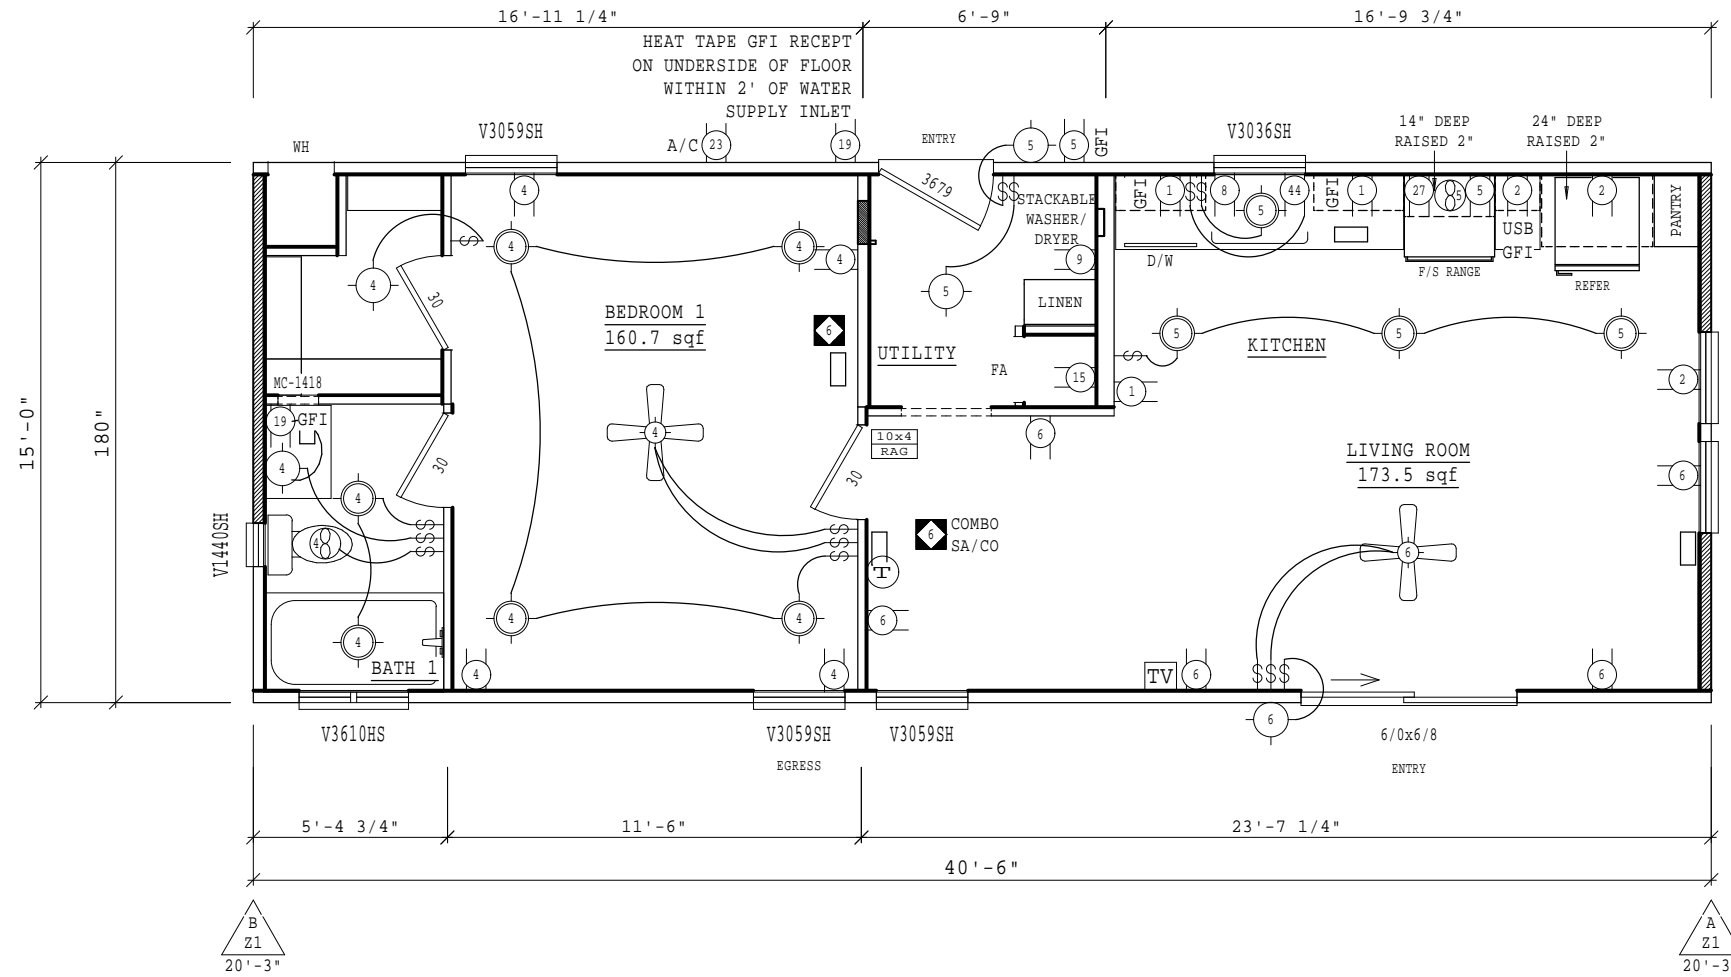 16'-11 1/4"
6'-9"
16'-9 3/4"
HEAT TAPE GFI RECEPT
ON UNDERSIDE OF FLOOR
WITHIN 2' OF WATER
SUPPLY INLET
WH
V3059SH
A/C
23
19
ENTRY
5
5
GFI
V3036SH
14" DEEP
RAISED 2"
24" DEEP
RAISED 2"
4
3679
SS
STACKABLE
WASHER/
DRYER
GFI
1
SS
8
44
5
GFI
1
27
5
5
2
USB
GFI
2
PANTRY
S
4
4
4
9
D/W
F/S RANGE
REFER
4
30
5
LINEN
BEDROOM 1
160.7 sqf
6
UTILITY
FA
15
5
5
5
KITCHEN
S
1
2
MC-1418
19
GFI
4
30
4
10x4
RAG
6
30
LIVING ROOM
173.5 sqf
6
15'-0"
180"
4
SSS
4
V1440SH
SSS
6
COMBO
SA/CO
T
6
6
4
BATH 1
4
4
4
4
TV
6
SSS
6
6
V3610HS
V3059SH
EGRESS
V3059SH
6/0x6/8
ENTRY
5'-4 3/4"
11'-6"
23'-7 1/4"
40'-6"
B
Z1
20'-3"
A
Z1
20'-3